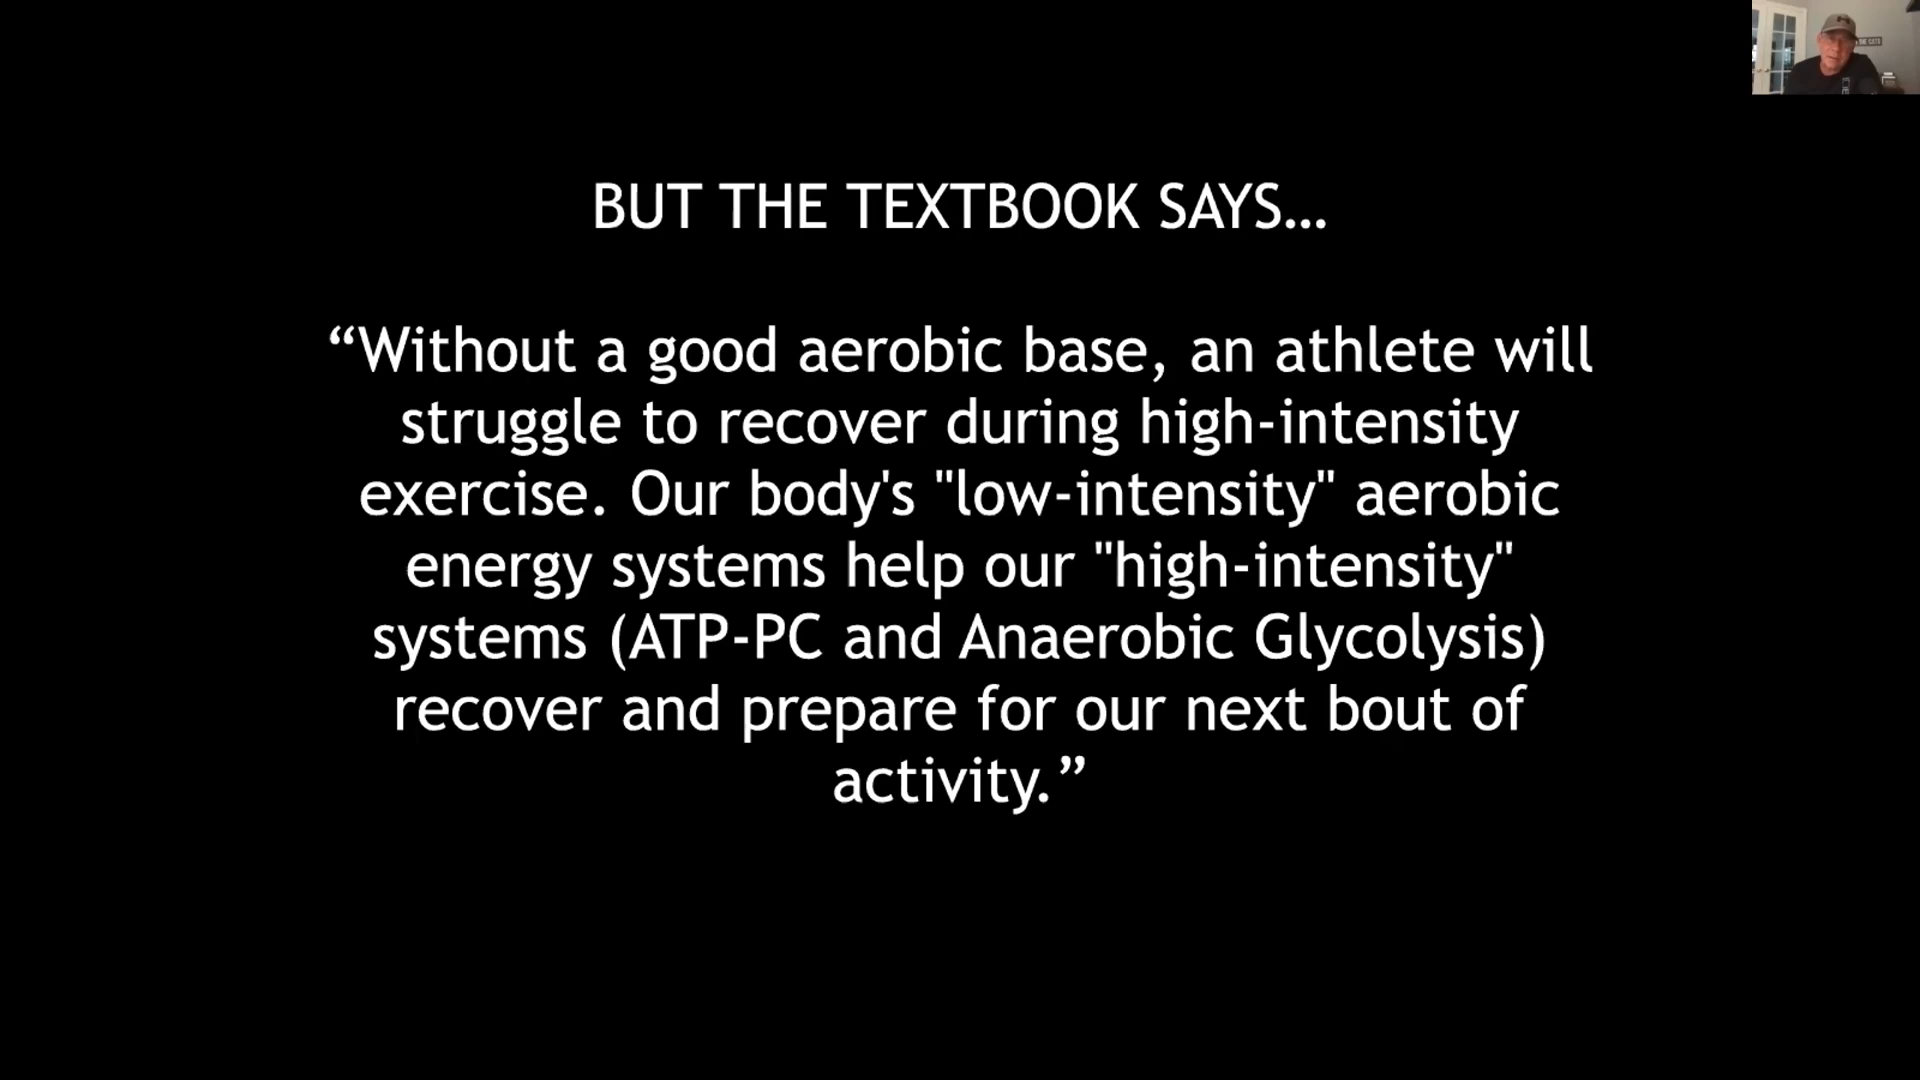 BUT THE TEXTBOOK SAYS…
“Without a good aerobic base, an athlete will
struggle to recover during high-intensity
exercise. Our body's "low-intensity" aerobic
energy systems help our "high-intensity"
systems (ATP-PC and Anaerobic Glycolysis)
recover and prepare for our next bout of
activity.”